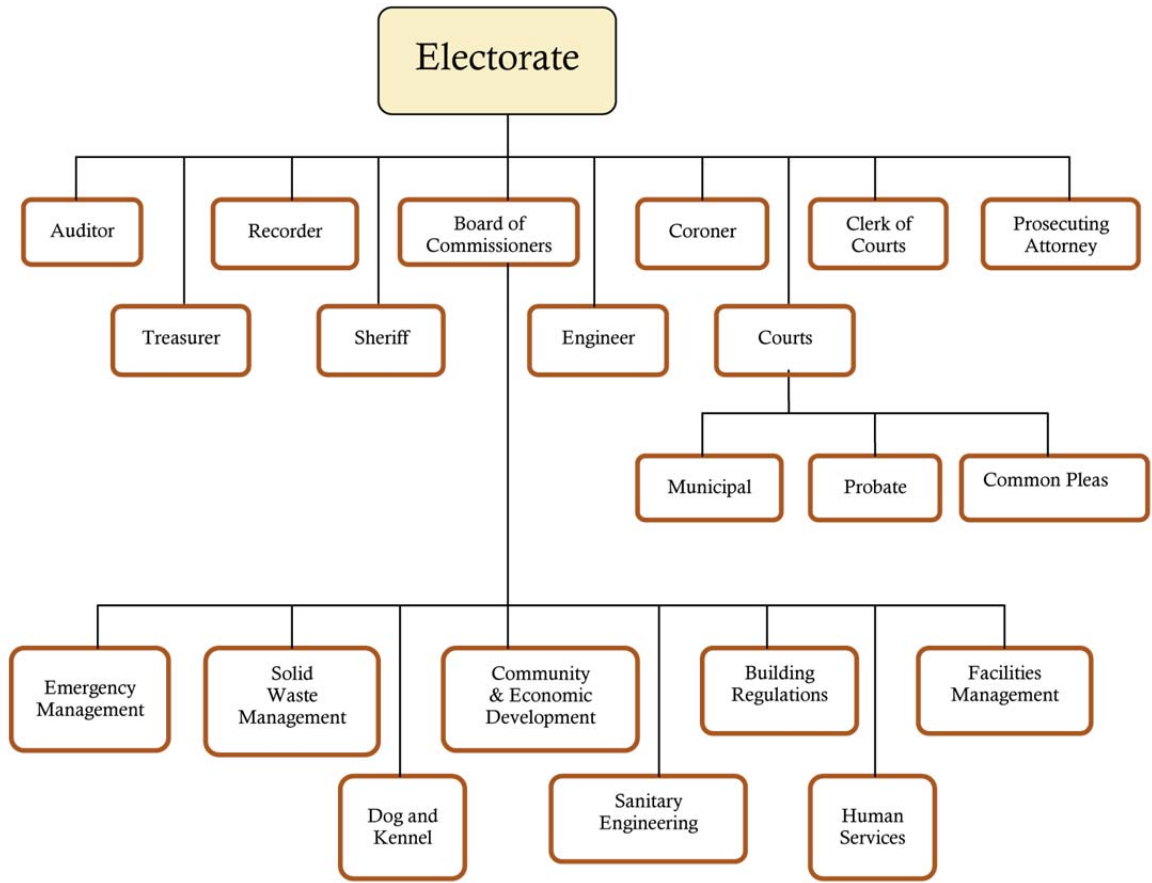 Electorate
Auditor
Recorder
Board of
Commissioners
Coroner
Clerk of
Courts
Prosecuting
Attorney
Treasurer
Sheriff
Engineer
Courts
Municipal
Probate
Common Pleas
Emergency
Management
Solid
Waste
Management
Community
& Economic
Development
Building
Regulations
Facilities
Management
Dog and
Kennel
Sanitary
Engineering
Human
Services